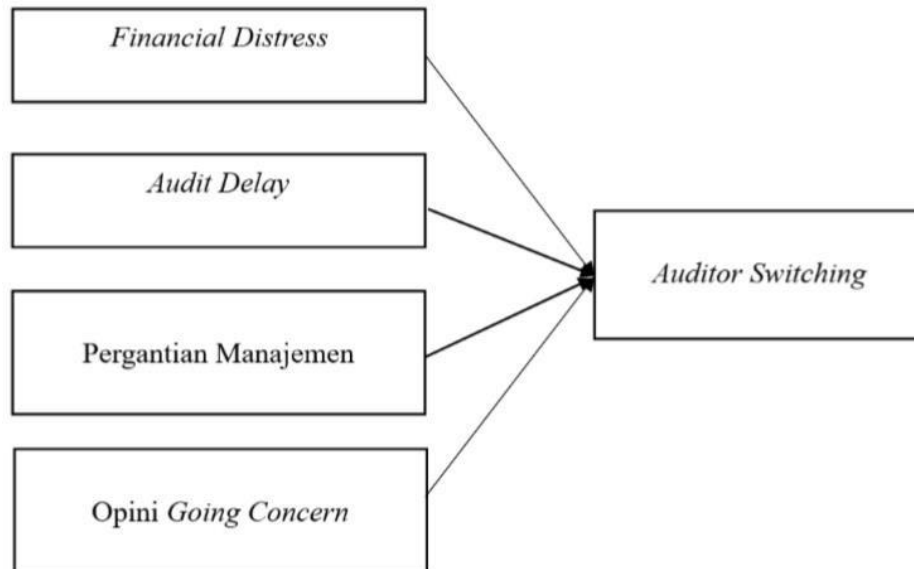 Financial Distress
Audit Delay
Auditor Switching
Pergantian Manajemen
Opini Going Concern